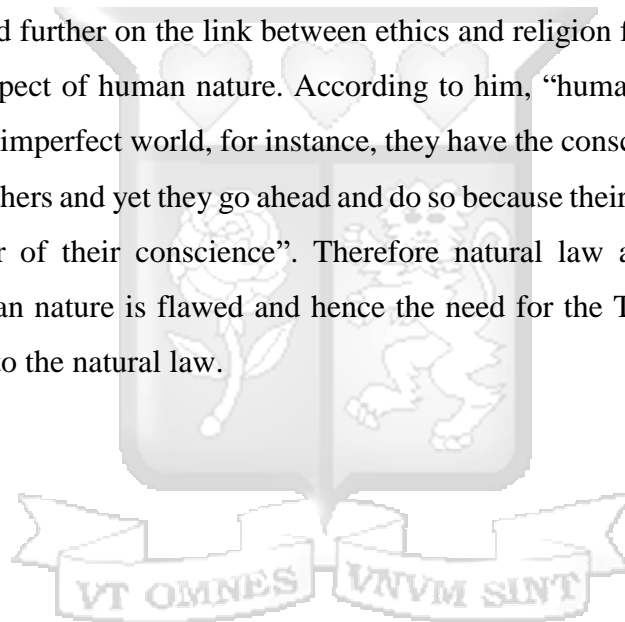 d further on the link between ethics and religion f
pect of human nature. According to him, “huma
imperfect world, for instance, they have the consc
hers and yet they go ahead and do so because their
r of their conscience”. Therefore natural law a
an nature is flawed and hence the need for the T
to the natural law.
VT OMNES VNVM SINT